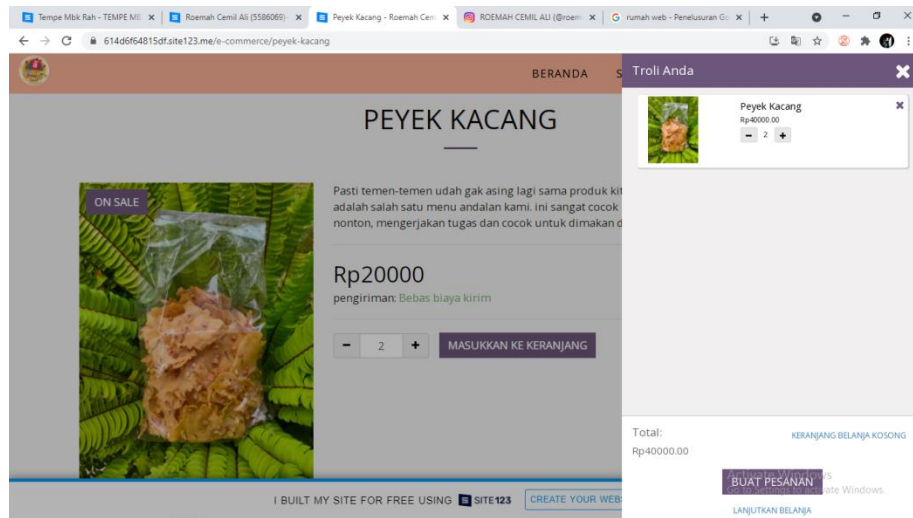 Tempe Mbk Rah - TEMPE ME
Roemah Cemil Ali (5586069)
Peyek Kacang - Roemah Cem
ROEMAH CEMIL ALI (@roem
rumah web - Penelusuran Go
614d6f64815df.site123.me/e-commerce/peyek-kacang
BERANDA S
PEYEK KACANG
ON SALE
Pasti temen-temen udah gak asing lagi sama produk kit
adalah salah satu menu andalan kami. ini sangat cocok
nonton, mengerjakan tugas dan cocok untuk dimakan d
Rp20000
pengiriman: Bebas biaya kirim
- 2 +
MASUKKAN KE KERANJANG
I BUILT MY SITE FOR FREE USING SITE123
CREATE YOUR WEBS
Troli Anda
Peyek Kacang
Rp40000.00
- 2 +
Total:
KERANJANG BELANJA KOSONG
Rp40000.00
Activate Windows
BUAT PESANAN
Go to Settings to activate Windows.
LANJUTKAN BELANJA